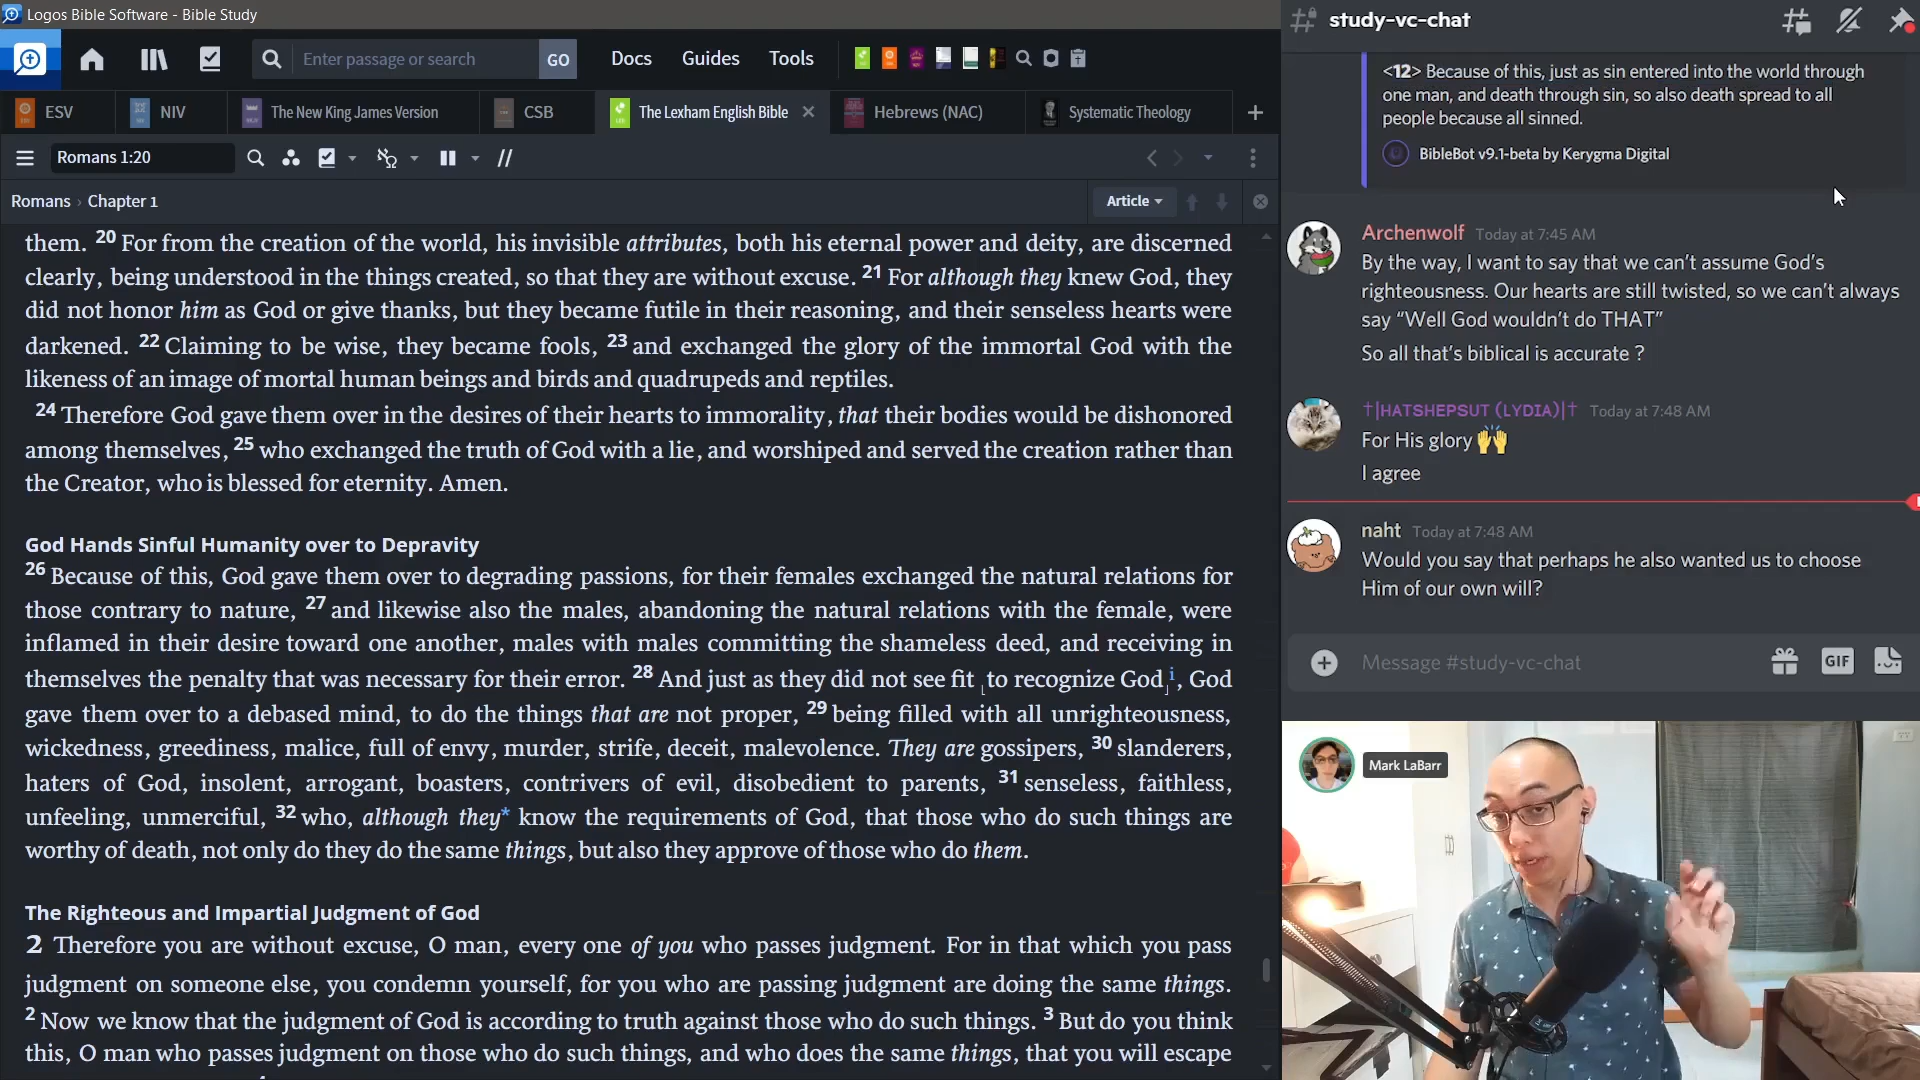 Logos Bible Software - Bible Study
Enter passage or search
GO
Docs
Guides
Tools
ESV
NIV
The New King James Version
CSB
The Lexham English Bible
Hebrews (NAC)
Systematic Theology
Romans 1:20
Romans › Chapter 1
Article
them. 20 For from the creation of the world, his invisible attributes, both his eternal power and deity, are discerned
clearly, being understood in the things created, so that they are without excuse. 21 For although they knew God, they
did not honor him as God or give thanks, but they became futile in their reasoning, and their senseless hearts were
darkened. 22 Claiming to be wise, they became fools, 23 and exchanged the glory of the immortal God with the
likeness of an image of mortal human beings and birds and quadrupeds and reptiles.
24 Therefore God gave them over in the desires of their hearts to immorality, that their bodies would be dishonored
among themselves, 25 who exchanged the truth of God with a lie, and worshiped and served the creation rather than
the Creator, who is blessed for eternity. Amen.
God Hands Sinful Humanity over to Depravity
26 Because of this, God gave them over to degrading passions, for their females exchanged the natural relations for
those contrary to nature, 27 and likewise also the males, abandoning the natural relations with the female, were
inflamed in their desire toward one another, males with males committing the shameless deed, and receiving in
themselves the penalty that was necessary for their error. 28 And just as they did not see fit ⌞to recognize God⌟i, God
gave them over to a debased mind, to do the things that are not proper, 29 being filled with all unrighteousness,
wickedness, greediness, malice, full of envy, murder, strife, deceit, malevolence. They are gossipers, 30 slanderers,
haters of God, insolent, arrogant, boasters, contrivers of evil, disobedient to parents, 31 senseless, faithless,
unfeeling, unmerciful, 32 who, although they* know the requirements of God, that those who do such things are
worthy of death, not only do they do the same things, but also they approve of those who do them.
The Righteous and Impartial Judgment of God
2 Therefore you are without excuse, O man, every one of you who passes judgment. For in that which you pass
judgment on someone else, you condemn yourself, for you who are passing judgment are doing the same things.
2 Now we know that the judgment of God is according to truth against those who do such things. 3 But do you think
this, O man who passes judgment on those who do such things, and who does the same things, that you will escape
study-vc-chat
<12> Because of this, just as sin entered into the world through
one man, and death through sin, so also death spread to all
people because all sinned.
BibleBot v9.1-beta by Kerygma Digital
Archenwolf Today at 7:45 AM
By the way, I want to say that we can't assume God's
righteousness. Our hearts are still twisted, so we can't always
say “Well God wouldn't do THAT”
So all that's biblical is accurate ?
†|HATSHEPSUT (LYDIA)|† Today at 7:48 AM
For His glory 🙌
I agree
naht Today at 7:48 AM
Would you say that perhaps he also wanted us to choose
Him of our own will?
Message #study-vc-chat
GIF
Mark LaBarr